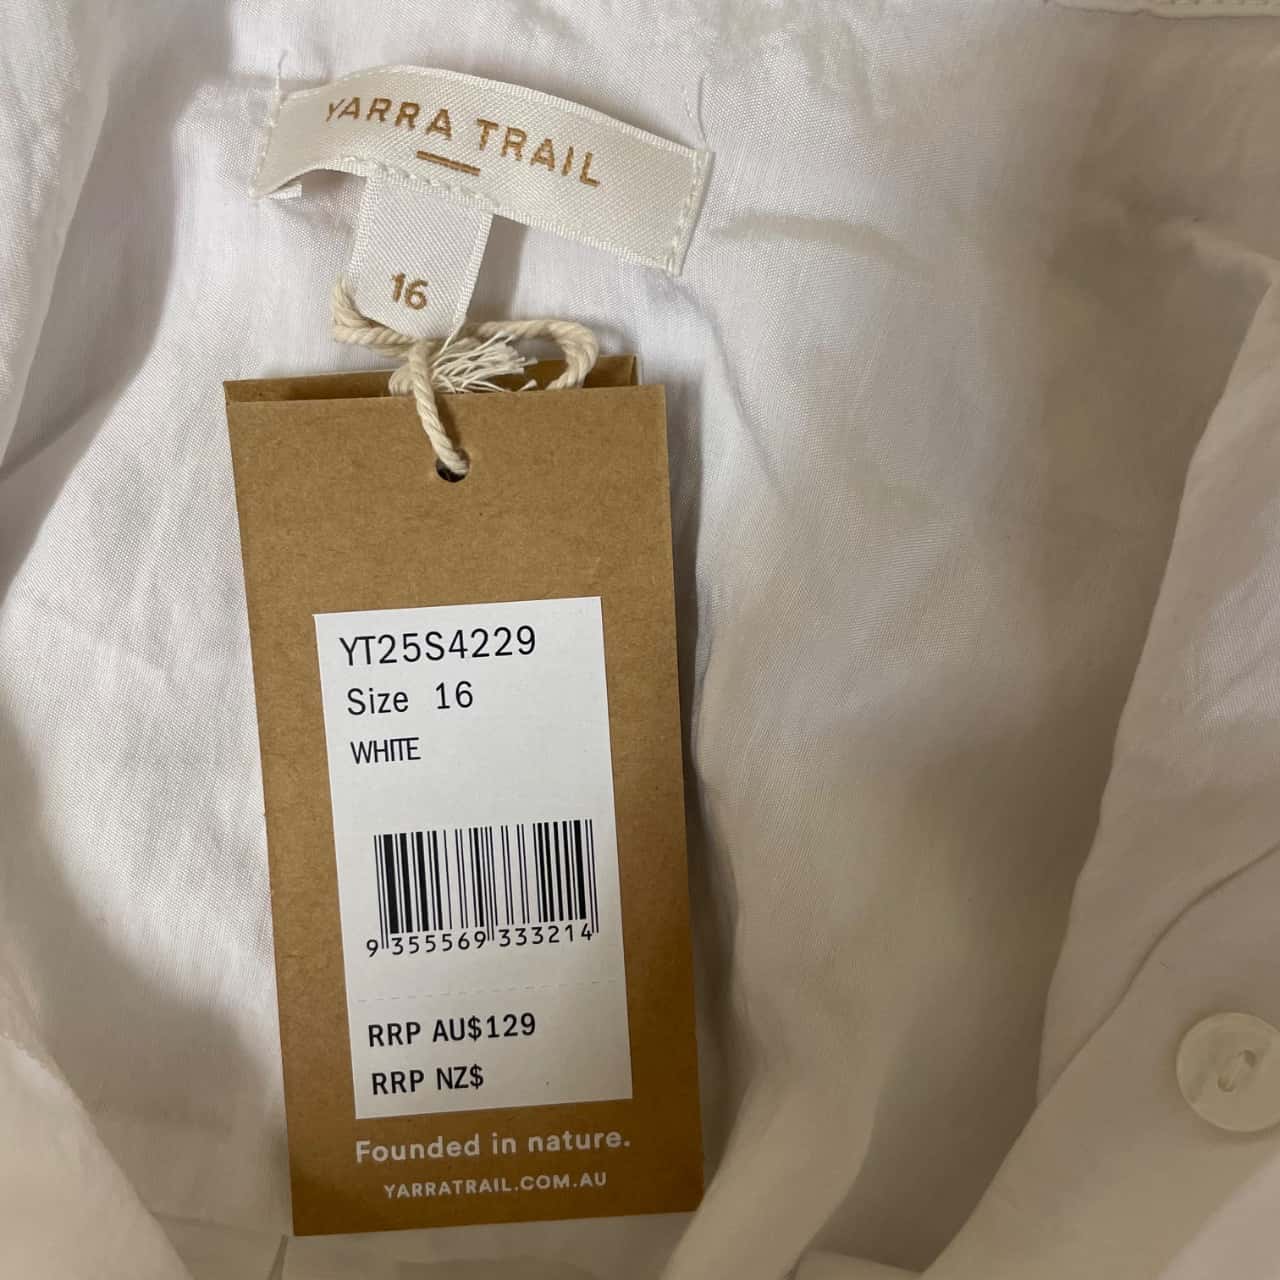 YARRA TRAIL
16
YT25S4229
Size 16
WHITE
9 355569 333214
RRP AU$129
RRP NZ$
Founded in nature.
YARRATRAIL.COM.AU